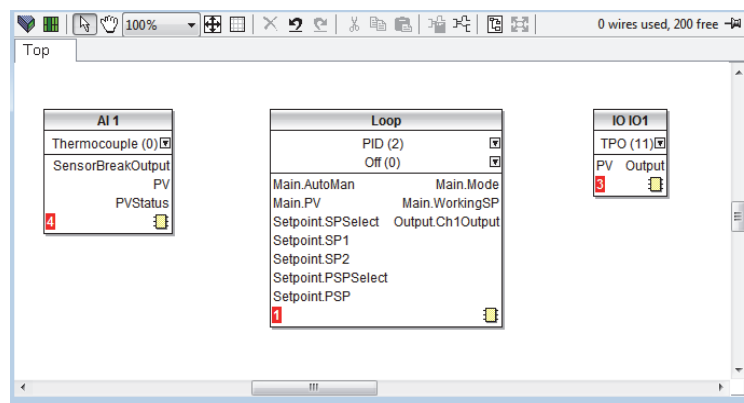 100%
0 wires used, 200 free
Top
AI 1
Thermocouple (0)
SensorBreakOutput
PV
PVStatus
4
Loop
PID (2)
Off (0)
Main.AutoMan Main.Mode
Main.PV Main.WorkingSP
Setpoint.SPSelect Output.Ch1Output
Setpoint.SP1
Setpoint.SP2
Setpoint.PSPSelect
Setpoint.PSP
1
IO IO1
TPO (11)
PV Output
3